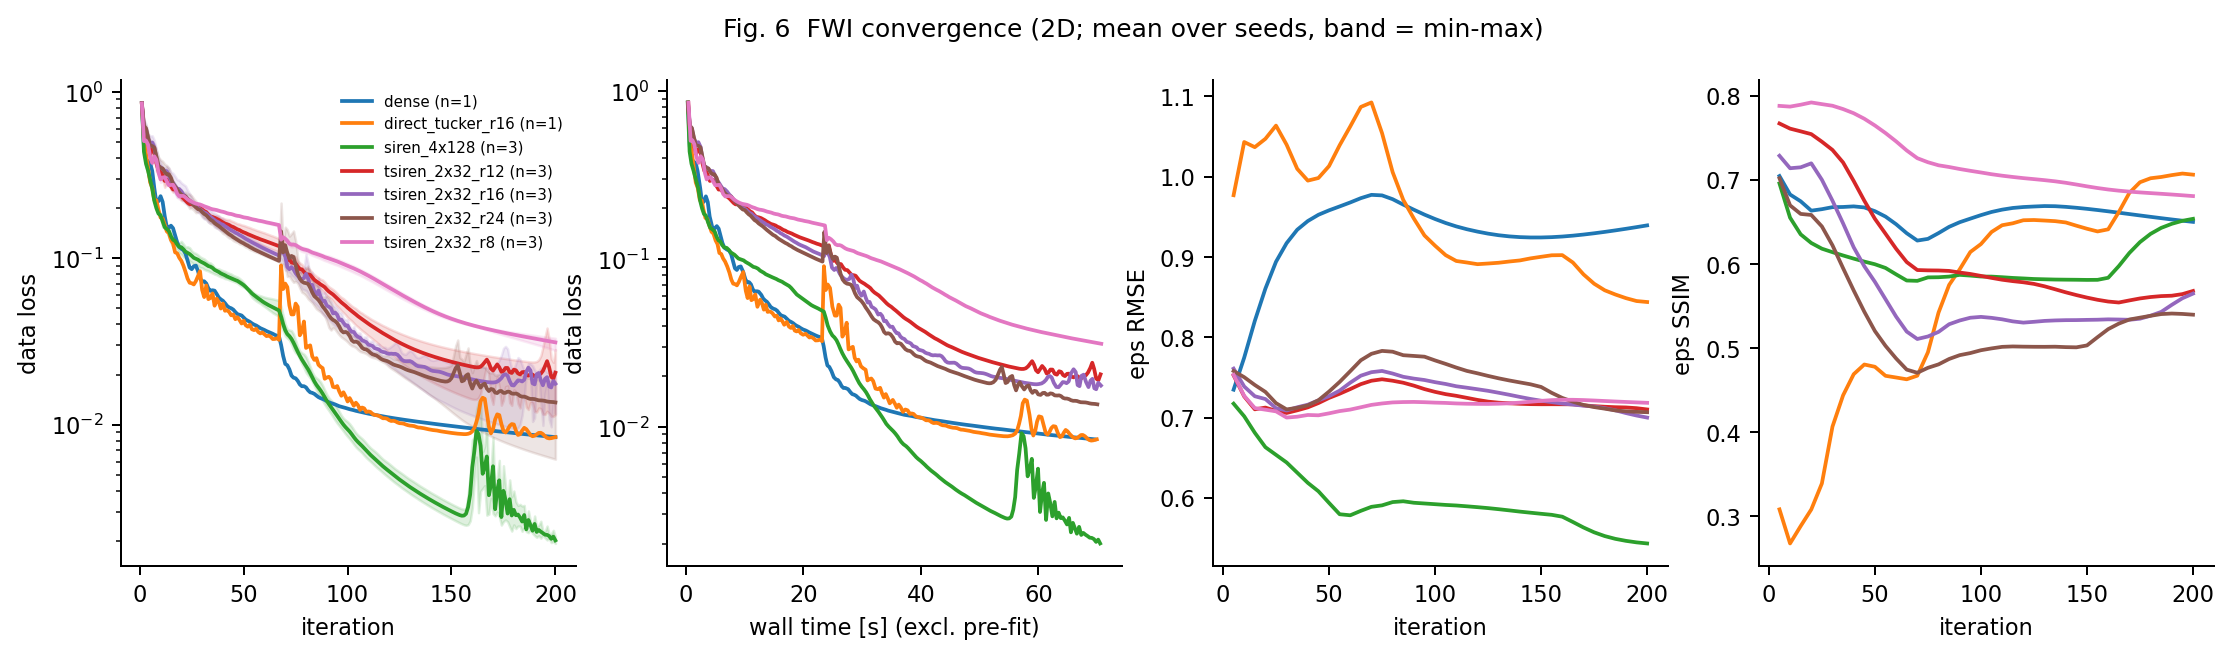 Fig. 6  FWI convergence (2D; mean over seeds, band = min-max)
data loss
10⁰
10⁻¹
10⁻²
dense (n=1)
direct_tucker_r16 (n=1)
siren_4x128 (n=3)
tsiren_2x32_r12 (n=3)
tsiren_2x32_r16 (n=3)
tsiren_2x32_r24 (n=3)
tsiren_2x32_r8 (n=3)
0 50 100 150 200
iteration
data loss
10⁰
10⁻¹
10⁻²
0 20 40 60
wall time [s] (excl. pre-fit)
eps RMSE
1.1
1.0
0.9
0.8
0.7
0.6
0 50 100 150 200
iteration
eps SSIM
0.8
0.7
0.6
0.5
0.4
0.3
0 50 100 150 200
iteration